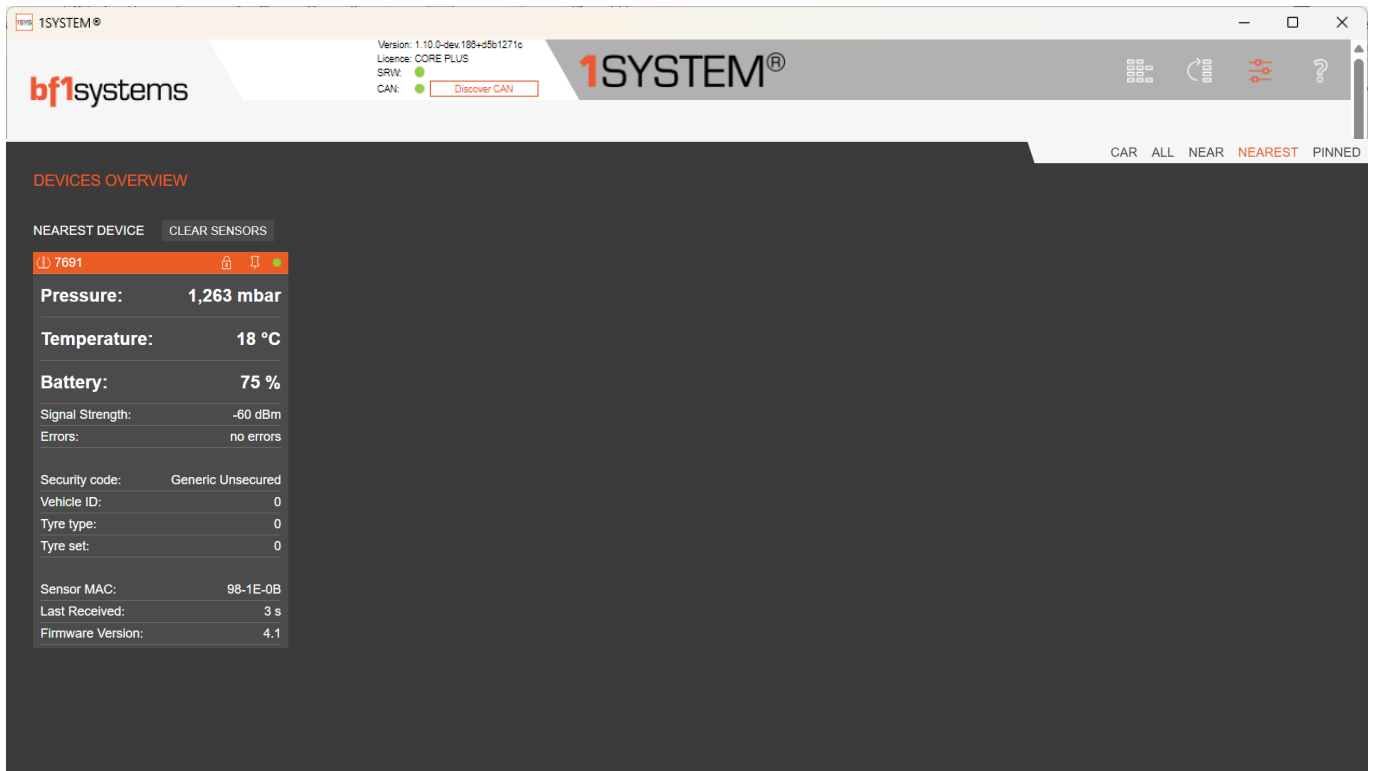 1SYS 1SYSTEM®
Version: 1.10.0-dev.186+d5b1271c
Licence: CORE PLUS
SRW:
CAN: Discover CAN
bf1systems
1SYSTEM®
CAR ALL NEAR NEAREST PINNED
DEVICES OVERVIEW
NEAREST DEVICE CLEAR SENSORS
7691
Pressure: 1,263 mbar
Temperature: 18 °C
Battery: 75 %
Signal Strength: -60 dBm
Errors: no errors
Security code: Generic Unsecured
Vehicle ID: 0
Tyre type: 0
Tyre set: 0
Sensor MAC: 98-1E-0B
Last Received: 3 s
Firmware Version: 4.1